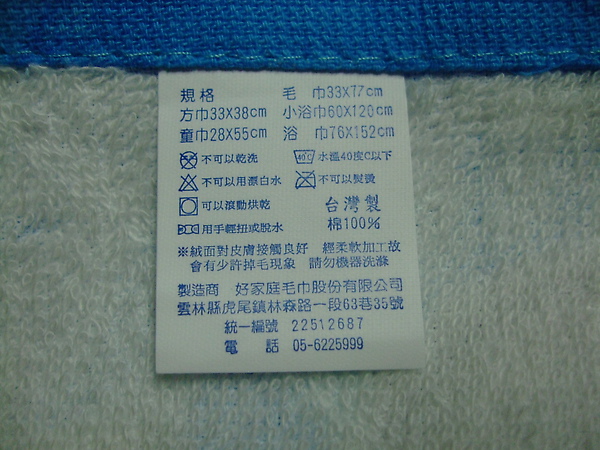 規格 毛 巾33X77cm
方巾33X38cm 小浴巾60X120cm
童巾28X55cm 浴 巾76X152cm
不可以乾洗 40°C 水溫40度C以下
不可以用漂白水 不可以熨燙
可以滾動烘乾 台灣製
用手輕扭或脫水 棉100%
※絨面對皮膚接觸良好 經柔軟加工故
會有少許掉毛現象 請勿機器洗滌
製造商 好家庭毛巾股份有限公司
雲林縣虎尾鎮林森路一段63巷35號
統一編號 22512687
電 話 05-6225999